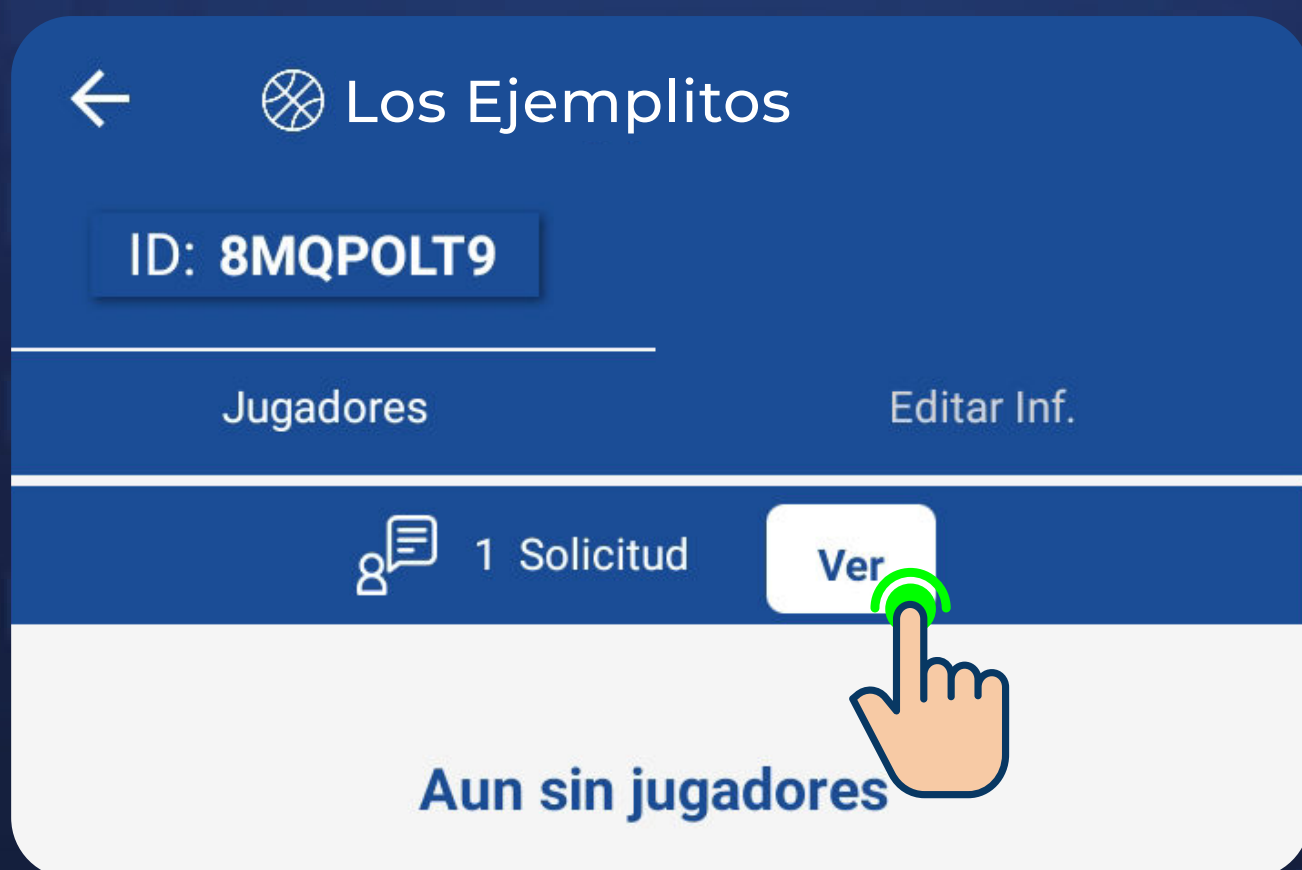 Los Ejemplitos
ID: 8MQPOLT9
Jugadores
Editar Inf.
1 Solicitud
Ver
Aun sin jugadores